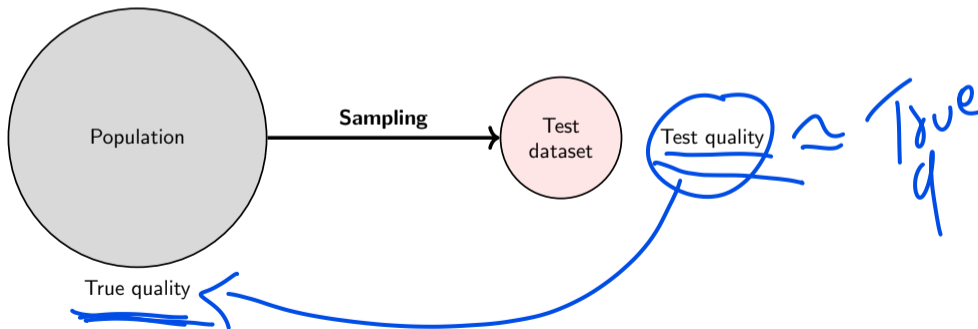 Population
Sampling
Test
dataset
Test quality ≃ True
q
True quality